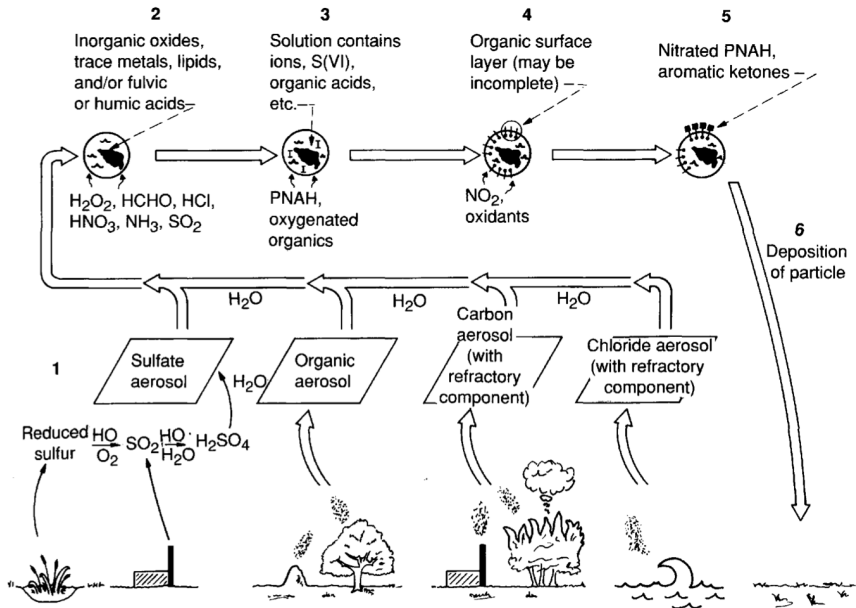 2
Inorganic oxides,
trace metals, lipids,
and/or fulvic
or humic acids
H2O2, HCHO, HCl,
HNO3, NH3, SO2
3
Solution contains
ions, S(VI),
organic acids,
etc.
PNAH,
oxygenated
organics
4
Organic surface
layer (may be
incomplete)
NO2,
oxidants
5
Nitrated PNAH,
aromatic ketones
6
Deposition
of particle
H2O
H2O
H2O
1
Sulfate
aerosol
H2O
Organic
aerosol
Carbon
aerosol
(with
refractory
component)
Chloride aerosol
(with refractory
component)
Reduced
sulfur
HO
O2
SO2
HO·
H2O
H2SO4